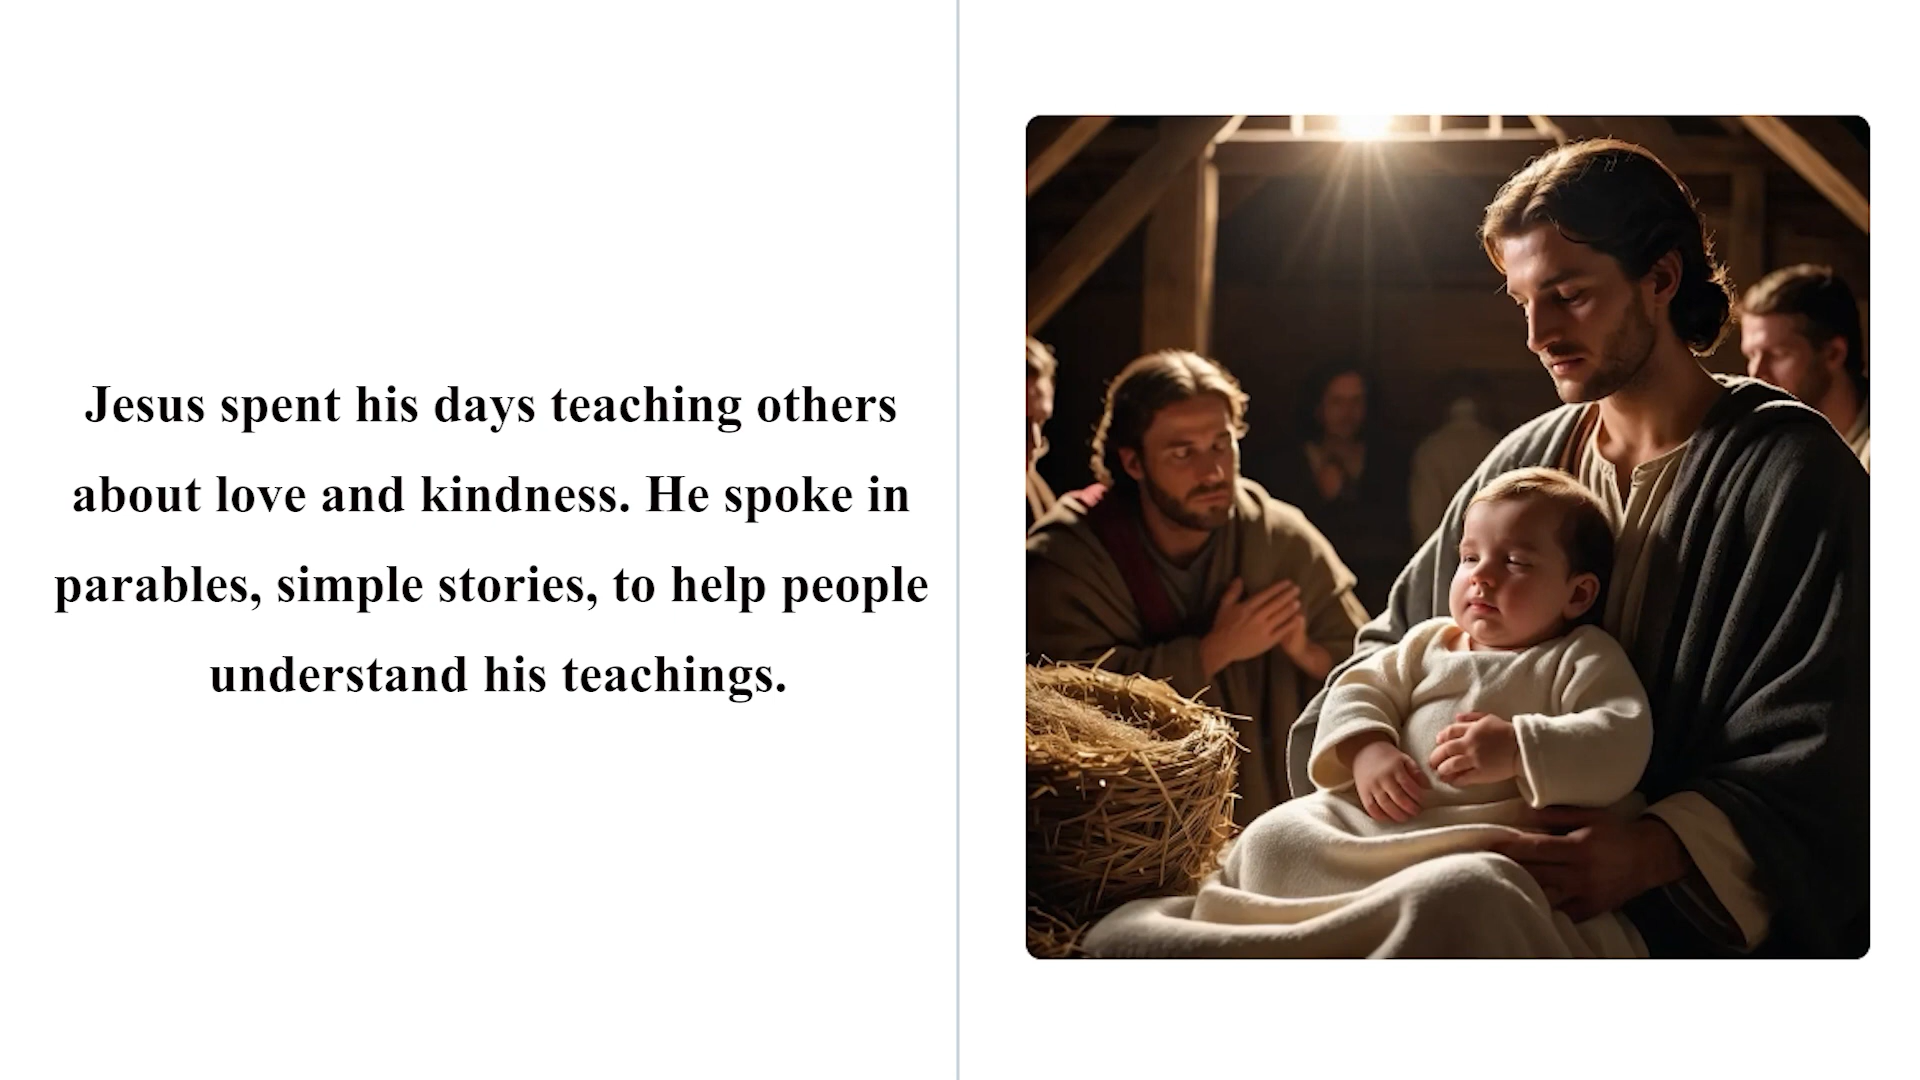 Jesus spent his days teaching others
about love and kindness. He spoke in
parables, simple stories, to help people
understand his teachings.